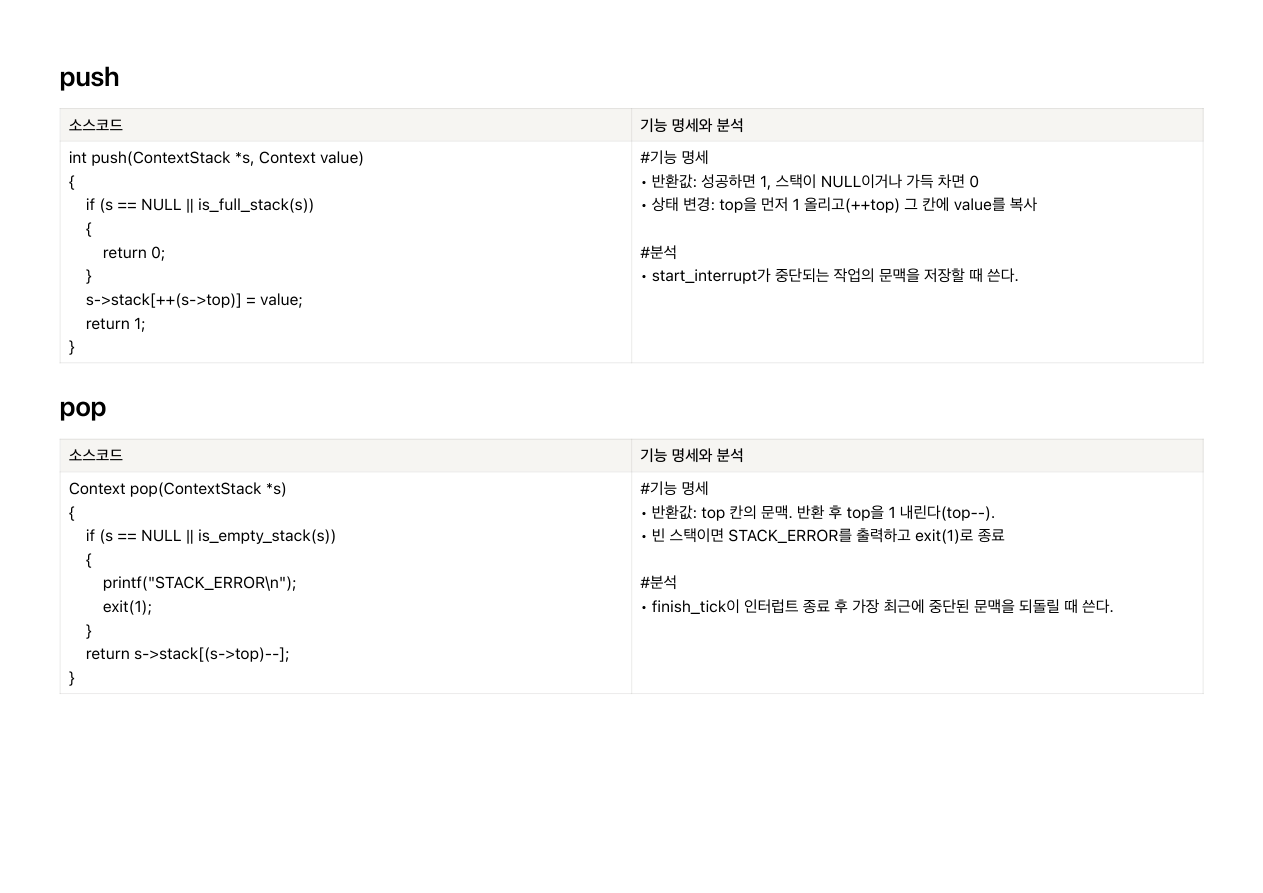 push
소스코드
기능 명세와 분석
int push(ContextStack *s, Context value)
{
    if (s == NULL || is_full_stack(s))
    {
        return 0;
    }
    s->stack[++(s->top)] = value;
    return 1;
}
#기능 명세
• 반환값: 성공하면 1, 스택이 NULL이거나 가득 차면 0
• 상태 변경: top을 먼저 1 올리고(++top) 그 칸에 value를 복사
#분석
• start_interrupt가 중단되는 작업의 문맥을 저장할 때 쓴다.
pop
소스코드
기능 명세와 분석
Context pop(ContextStack *s)
{
    if (s == NULL || is_empty_stack(s))
    {
        printf("STACK_ERROR\n");
        exit(1);
    }
    return s->stack[(s->top)--];
}
#기능 명세
• 반환값: top 칸의 문맥. 반환 후 top을 1 내린다(top--).
• 빈 스택이면 STACK_ERROR를 출력하고 exit(1)로 종료
#분석
• finish_tick이 인터럽트 종료 후 가장 최근에 중단된 문맥을 되돌릴 때 쓴다.